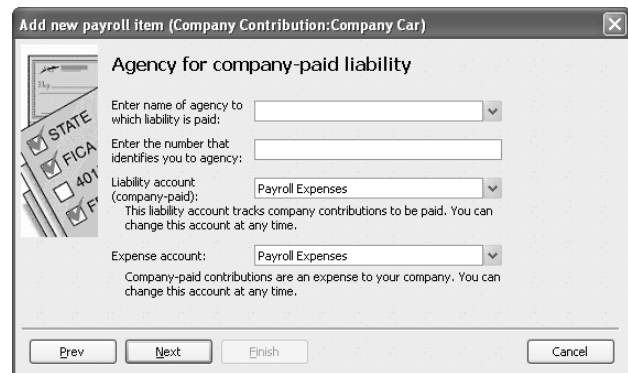 Add new payroll item (Company Contribution:Company Car)
Agency for company-paid liability
Enter name of agency to
which liability is paid:
Enter the number that
identifies you to agency:
Liability account
(company-paid):
Payroll Expenses
This liability account tracks company contributions to be paid. You can
change this account at any time.
Expense account:
Payroll Expenses
Company-paid contributions are an expense to your company. You can
change this account at any time.
STATE
FICA
401
Prev
Next
Finish
Cancel